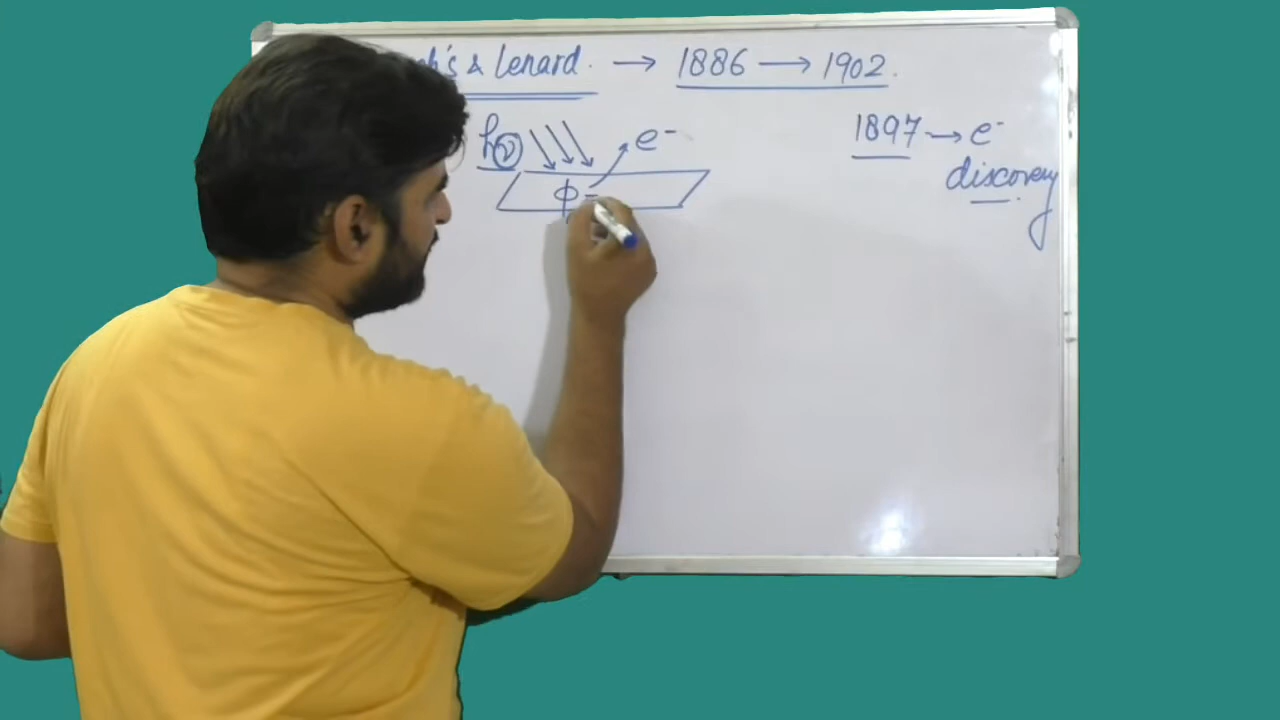 & Lenard. → 1886 → 1902.
hν e⁻ 1897 → e⁻
discovery
ϕ =